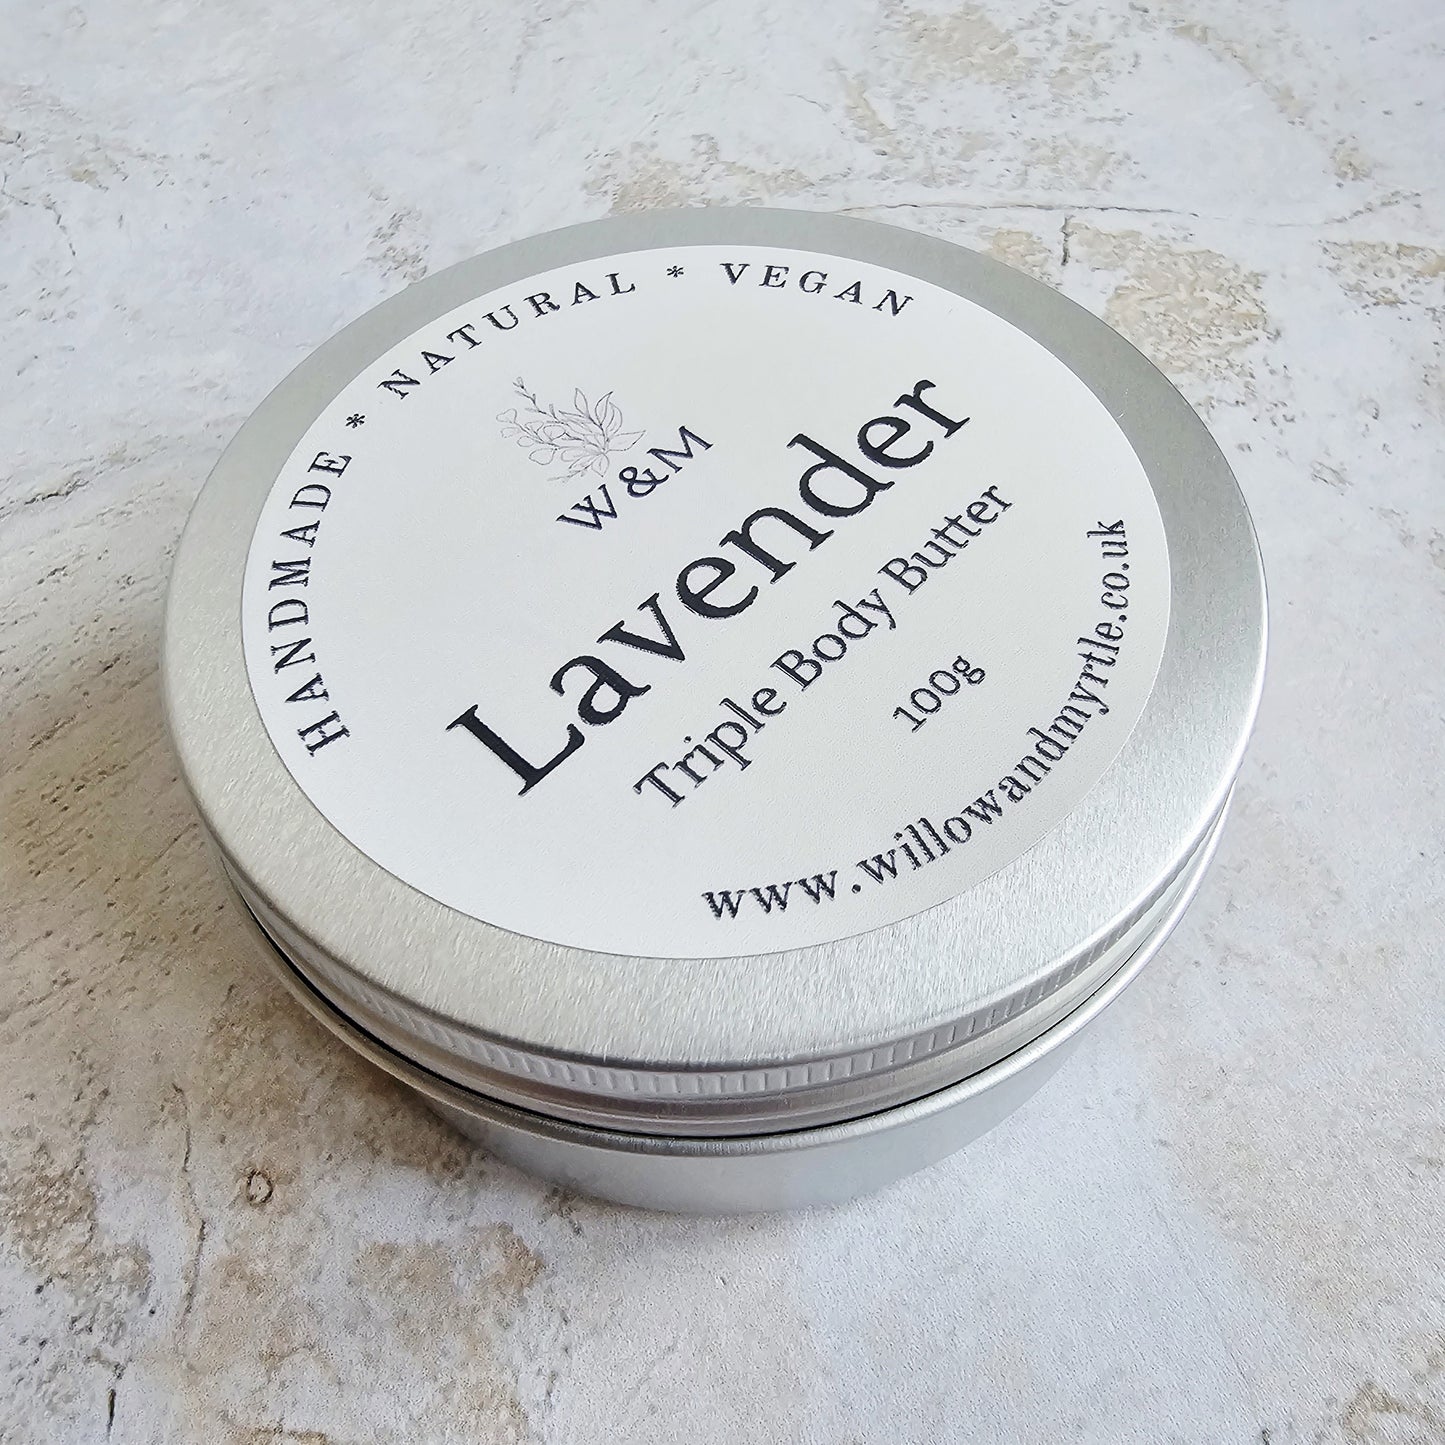 HANDMADE * NATURAL * VEGAN
W&M
Lavender
Triple Body Butter
100g
www.willowandmyrtle.co.uk